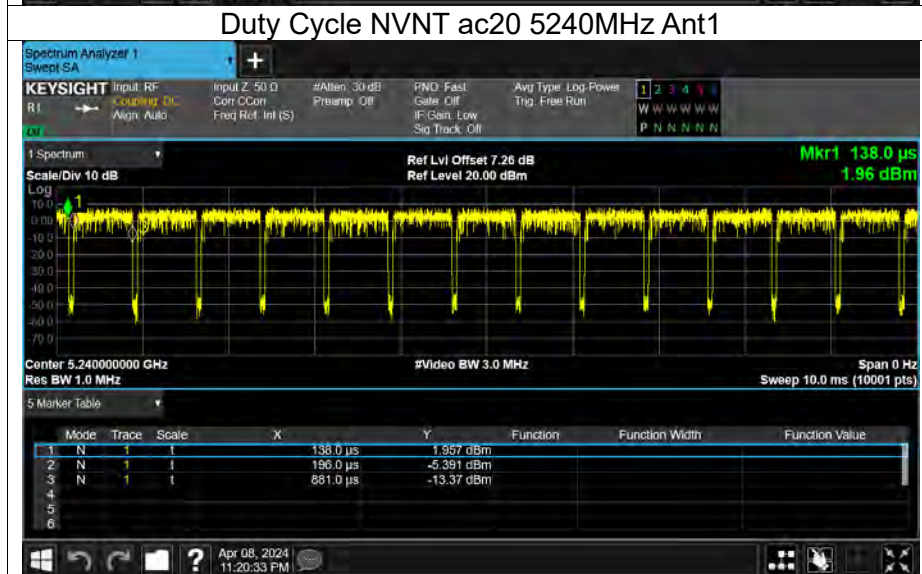 Duty Cycle NVNT ac20 5240MHz Ant1
Spectrum Analyzer 1
Swept SA
+
KEYSIGHT Input: RF Input Z: 50 Ω #Atten: 30 dB PNO: Fast Avg Type: Log-Power 1 2 3 4 5 6
Coupling: DC Corr CCorr Preamp: Off Gate: Off Trig: Free Run W W W W W W
Align: Auto Freq Ref: Int (S) IF Gain: Low
Sig Track: Off P N N N N N
1 Spectrum Ref Lvl Offset 7.26 dB Mkr1 138.0 µs
Scale/Div 10 dB Ref Level 20.00 dBm 1.96 dBm
Log
10.0 1
0.00
-10.0
-20.0
-30.0
-40.0
-50.0
-60.0
-70.0
Center 5.240000000 GHz #Video BW 3.0 MHz Span 0 Hz
Res BW 1.0 MHz Sweep 10.0 ms (10001 pts)
5 Marker Table
Mode Trace Scale X Y Function Function Width Function Value
1 N 1 t 138.0 µs 1.957 dBm
2 N 1 t 196.0 µs -5.391 dBm
3 N 1 t 881.0 µs -13.37 dBm
4
5
6
? Apr 08, 2024
11:20:33 PM